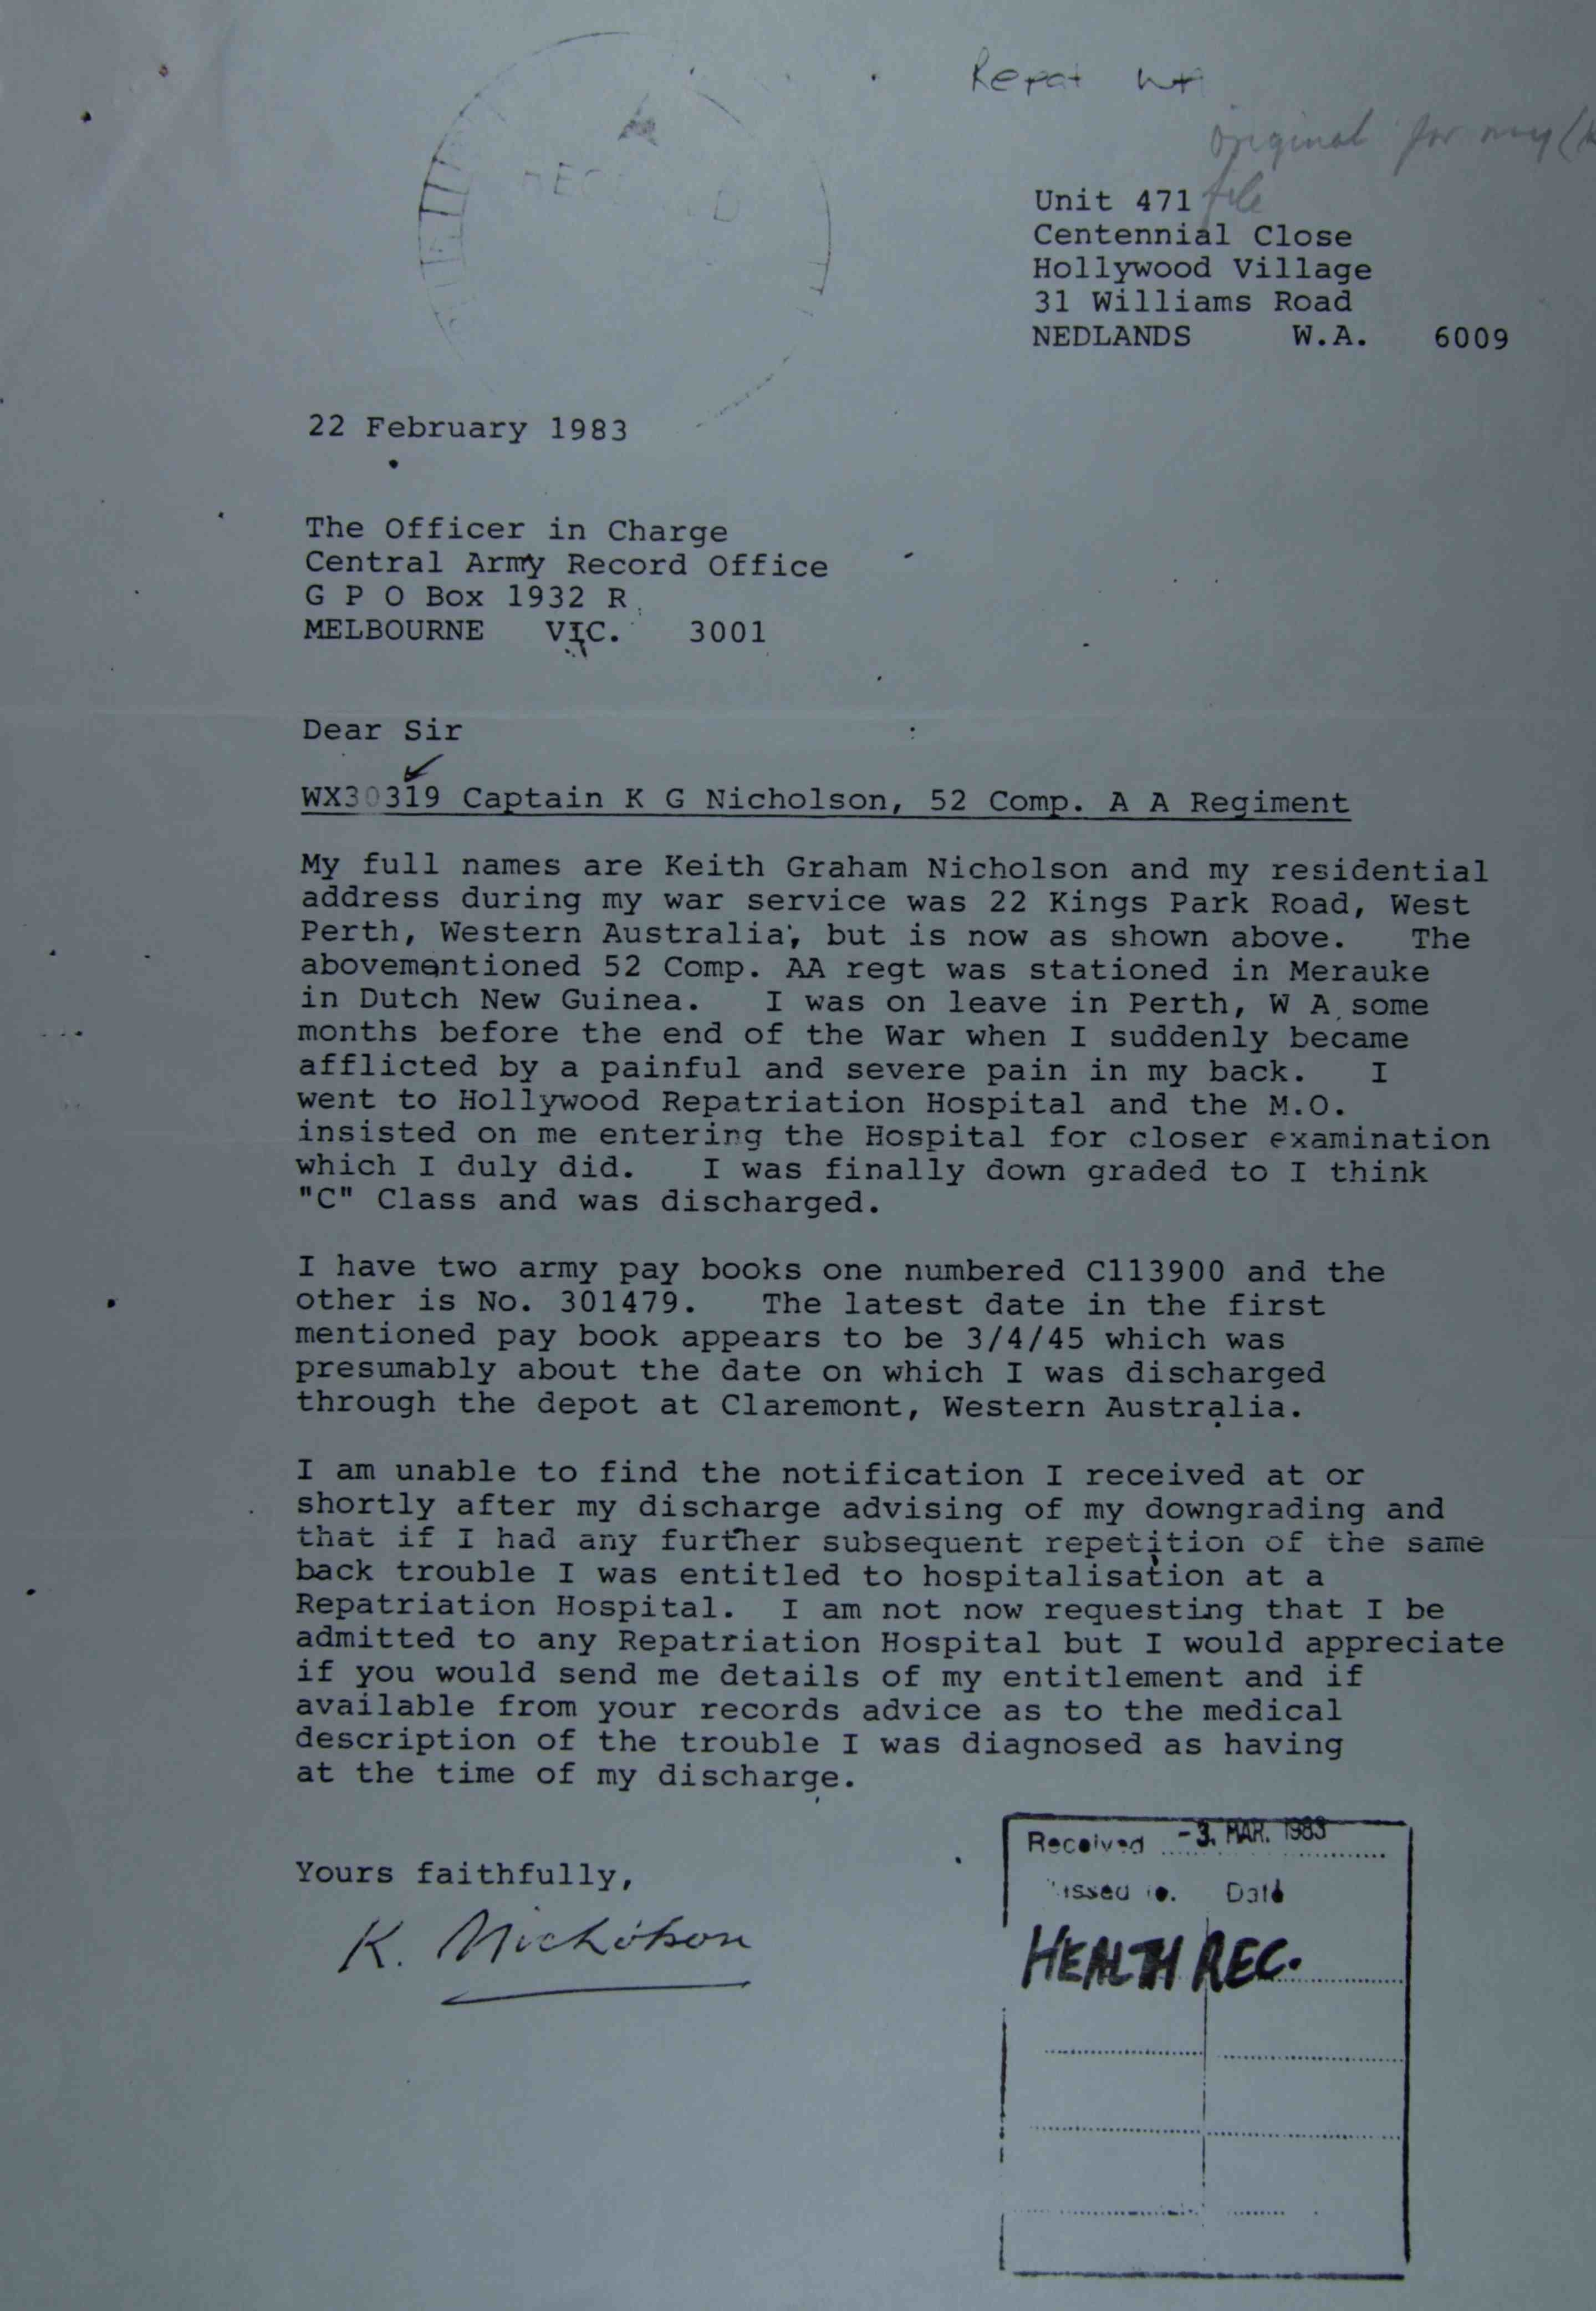 Repat
original for my
file
RECEIVED
Unit 471
Centennial Close
Hollywood Village
31 Williams Road
NEDLANDS W.A. 6009
22 February 1983
The Officer in Charge
Central Army Record Office
G P O Box 1932 R
MELBOURNE VIC. 3001
Dear Sir
WX30319 Captain K G Nicholson, 52 Comp. A A Regiment
My full names are Keith Graham Nicholson and my residential
address during my war service was 22 Kings Park Road, West
Perth, Western Australia, but is now as shown above. The
abovementioned 52 Comp. AA regt was stationed in Merauke
in Dutch New Guinea. I was on leave in Perth, W A some
months before the end of the War when I suddenly became
afflicted by a painful and severe pain in my back. I
went to Hollywood Repatriation Hospital and the M.O.
insisted on me entering the Hospital for closer examination
which I duly did. I was finally down graded to I think
"C" Class and was discharged.
I have two army pay books one numbered C113900 and the
other is No. 301479. The latest date in the first
mentioned pay book appears to be 3/4/45 which was
presumably about the date on which I was discharged
through the depot at Claremont, Western Australia.
I am unable to find the notification I received at or
shortly after my discharge advising of my downgrading and
that if I had any further subsequent repetition of the same
back trouble I was entitled to hospitalisation at a
Repatriation Hospital. I am not now requesting that I be
admitted to any Repatriation Hospital but I would appreciate
if you would send me details of my entitlement and if
available from your records advice as to the medical
description of the trouble I was diagnosed as having
at the time of my discharge.
Yours faithfully,
K. Nicholson
Received -3. MAR. 1983
Date
HEALTH REC.